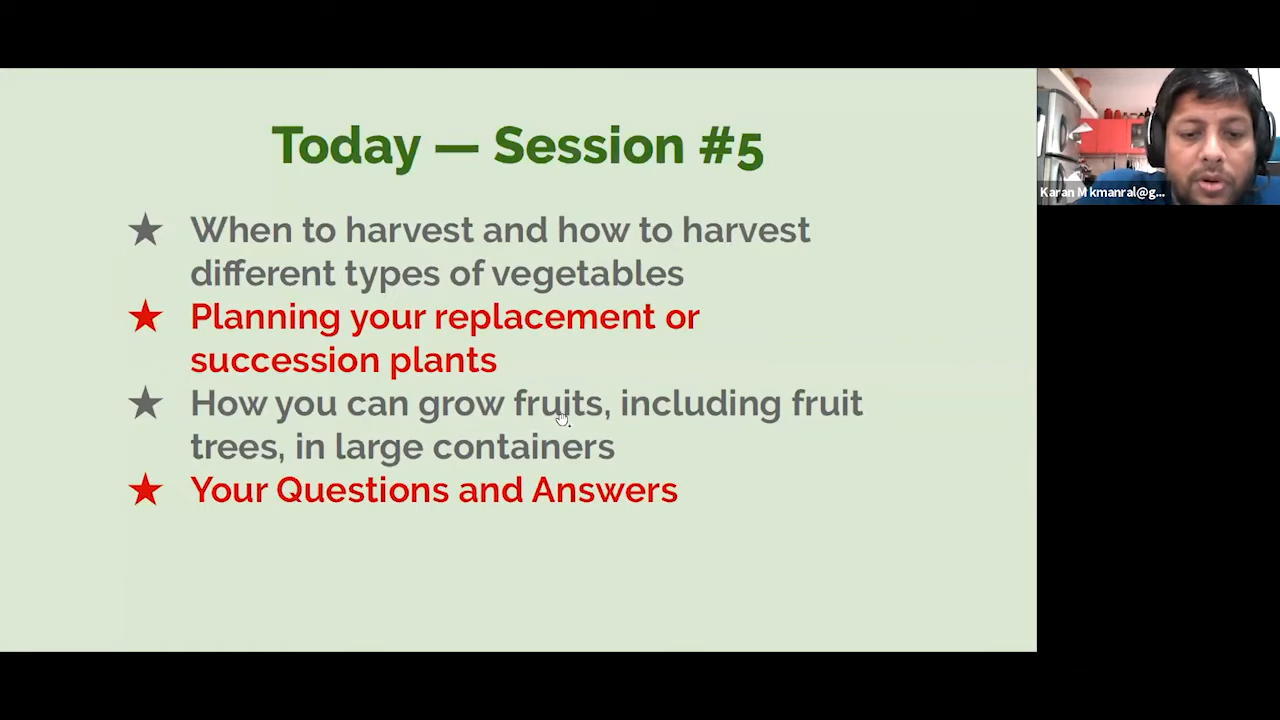 Today — Session #5
★ When to harvest and how to harvest
different types of vegetables
★ Planning your replacement or
succession plants
★ How you can grow fruits, including fruit
trees, in large containers
★ Your Questions and Answers
Karan M kmanral@g...